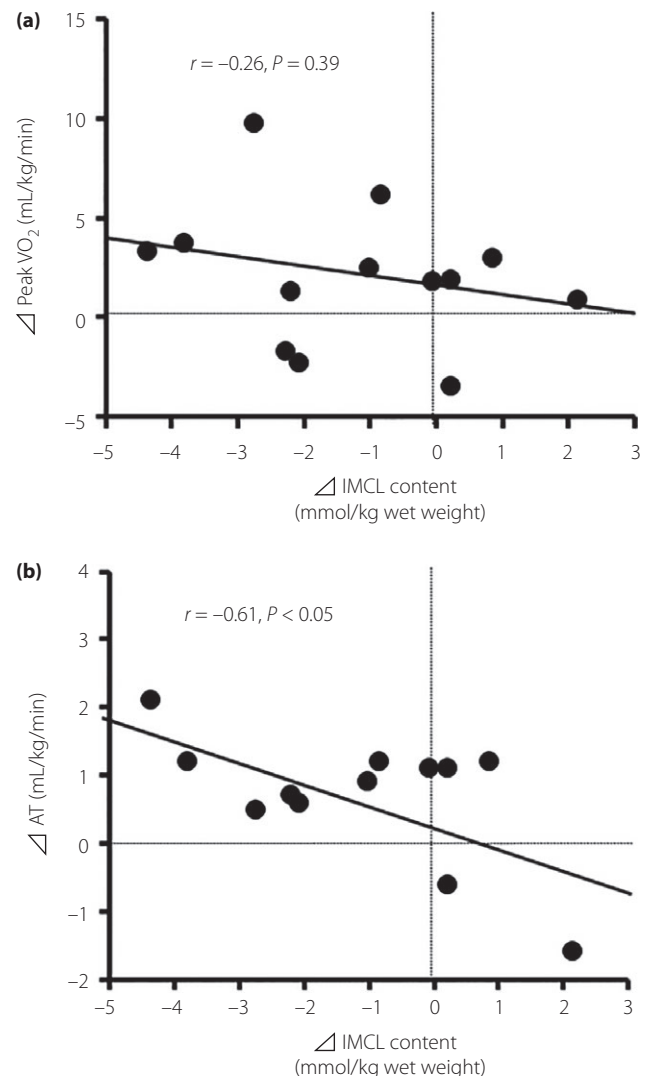 (a)
15
r = –0.26, P = 0.39
10
5
0
–5
⊿ Peak VO₂ (mL/kg/min)
–5 –4 –3 –2 –1 0 1 2 3
⊿ IMCL content
(mmol/kg wet weight)
(b)
4
r = –0.61, P < 0.05
3
2
1
0
–1
–2
⊿ AT (mL/kg/min)
–5 –4 –3 –2 –1 0 1 2 3
⊿ IMCL content
(mmol/kg wet weight)